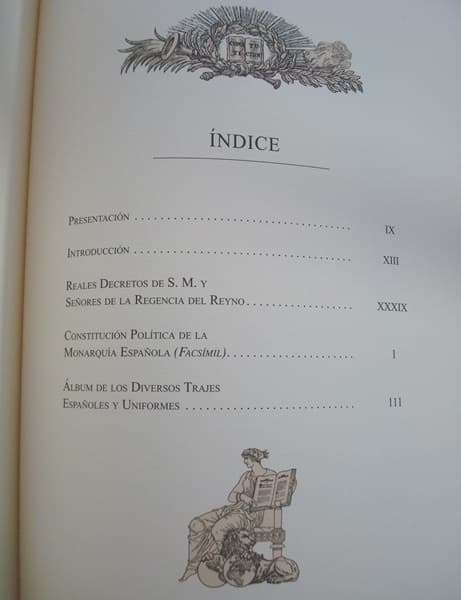 ÍNDICE
PRESENTACIÓN .................................. IX
INTRODUCCIÓN .................................. XIII
REALES DECRETOS DE S. M. Y
SEÑORES DE LA REGENCIA DEL REYNO ................ XXXIX
CONSTITUCIÓN POLÍTICA DE LA
MONARQUÍA ESPAÑOLA (FACSÍMIL) .................... 1
ÁLBUM DE LOS DIVERSOS TRAJES
ESPAÑOLES Y UNIFORMES .......................... 111